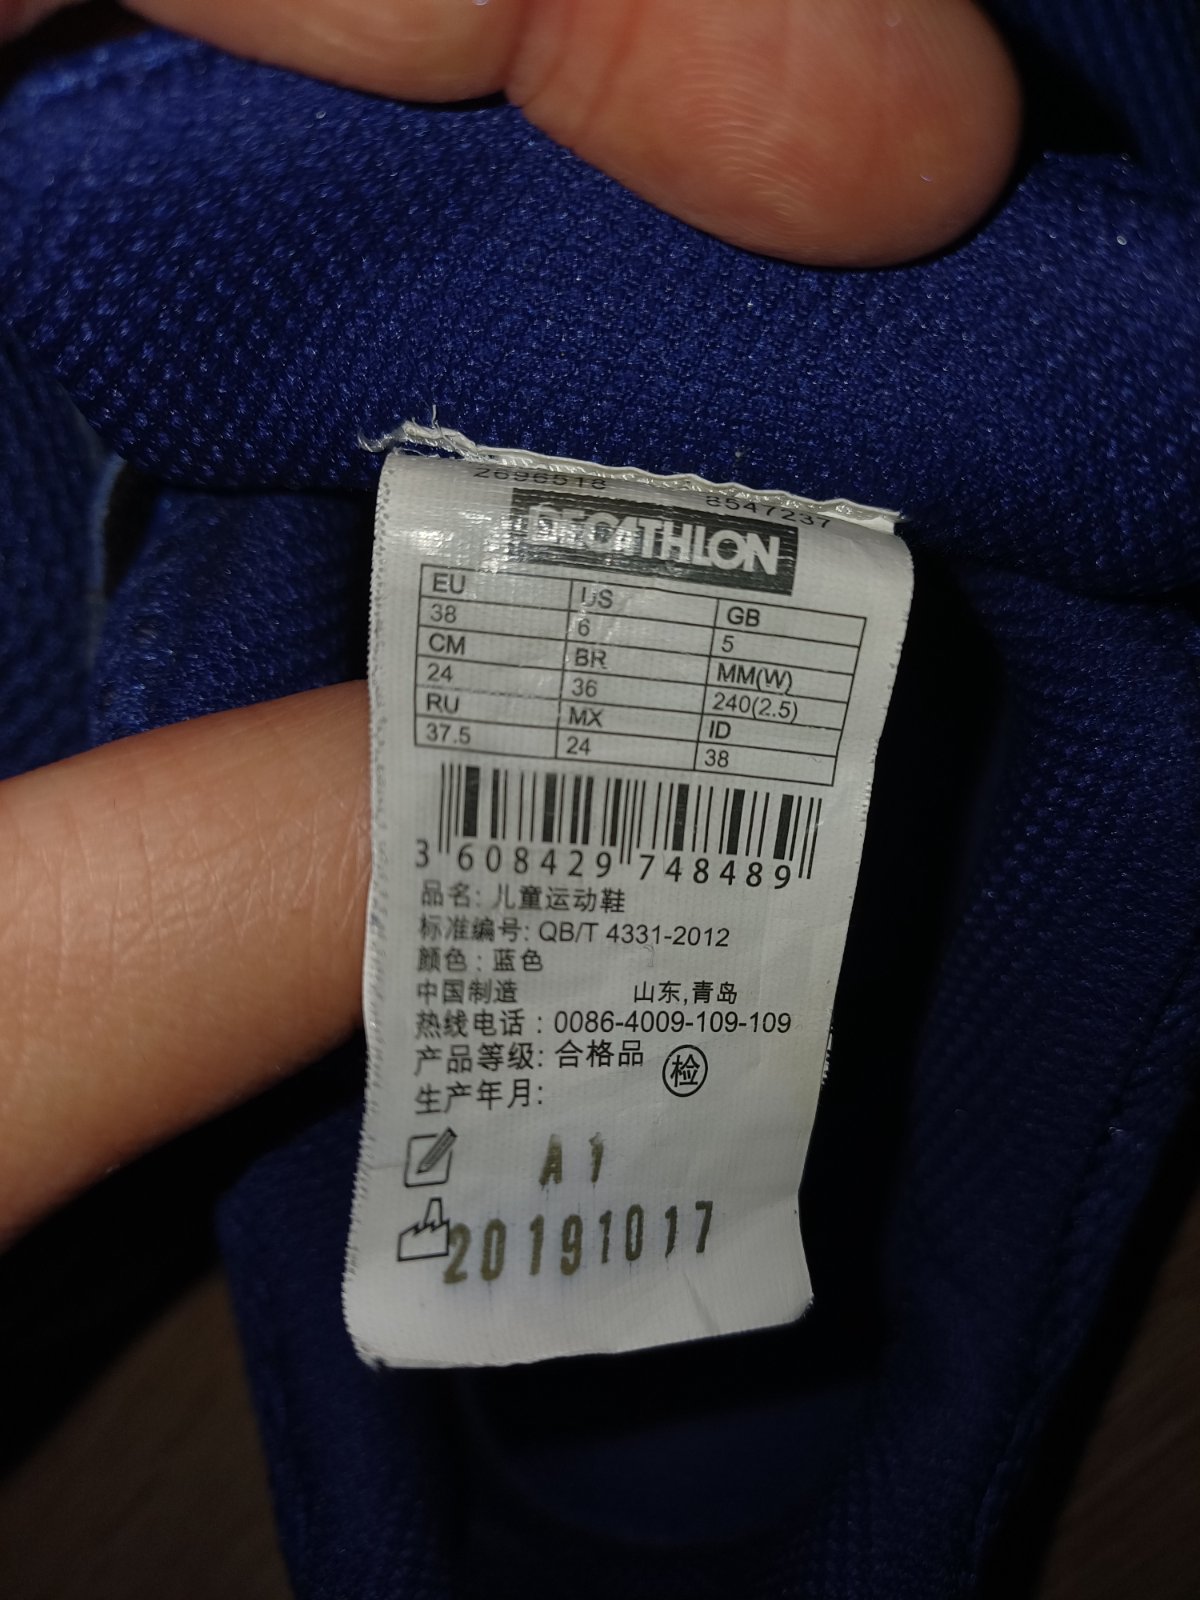 2696518 8547237
DECATHLON
EU US GB
38 6 5
CM BR MM(W)
24 36 240(2.5)
RU MX ID
37.5 24 38
3 608429 748489
品名: 儿童运动鞋
标准编号: QB/T 4331-2012
颜色: 蓝色
中国制造 山东,青岛
热线电话: 0086-4009-109-109
产品等级: 合格品 检
生产年月:
A1
20191017